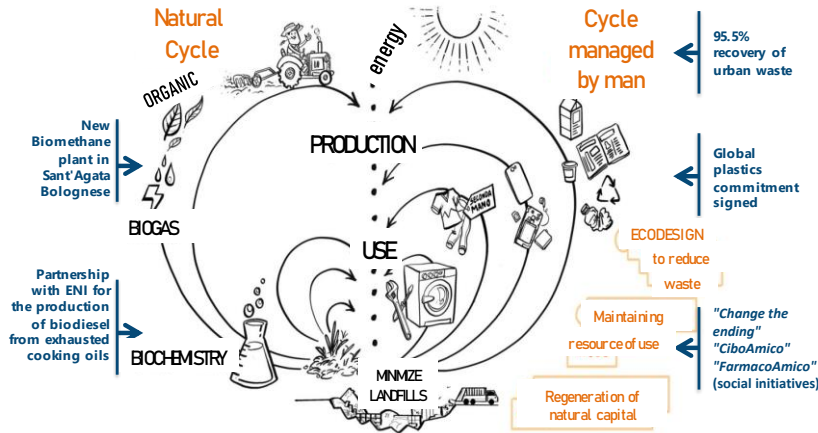 Natural
Cycle
energy
Cycle
managed
by man
95.5%
recovery of
urban waste
ORGANIC
New
Biomethane
plant in
Sant'Agata
Bolognese
PRODUCTION
Global
plastics
commitment
signed
SECONDA
MANO
BIOGAS
USE
ECODESIGN
to reduce
waste
Partnership
with ENI for
the production
of biodiesel
from exhausted
cooking oils
BIOCHEMISTRY
Maintaining
resource of use
"Change the
ending"
"CiboAmico"
"FarmacoAmico"
(social initiatives)
MINIMIZE
LANDFILLS
Regeneration of
natural capital